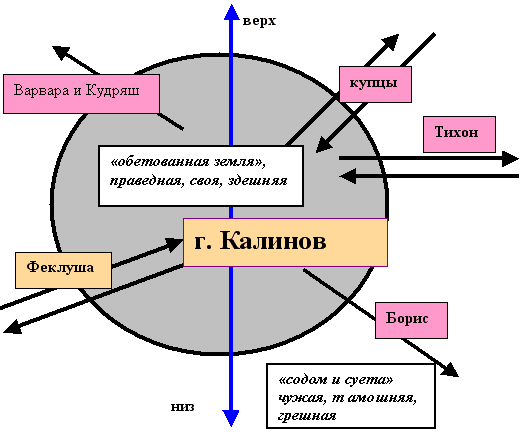 верх
Варвара и Кудряш
купцы
Тихон
«обетованная земля»,
праведная, своя, здешняя
г. Калинов
Феклуша
Борис
«содом и суета»
чужая, т амошняя,
грешная
низ